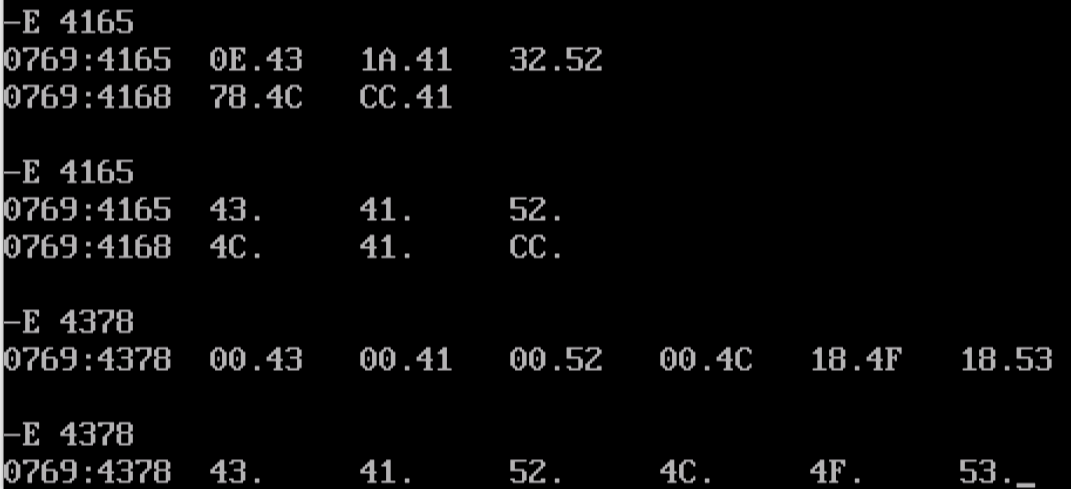 -E 4165
0769:4165 0E.43 1A.41 32.52
0769:4168 78.4C CC.41
-E 4165
0769:4165 43. 41. 52.
0769:4168 4C. 41. CC.
-E 4378
0769:4378 00.43 00.41 00.52 00.4C 18.4F 18.53
-E 4378
0769:4378 43. 41. 52. 4C. 4F. 53._